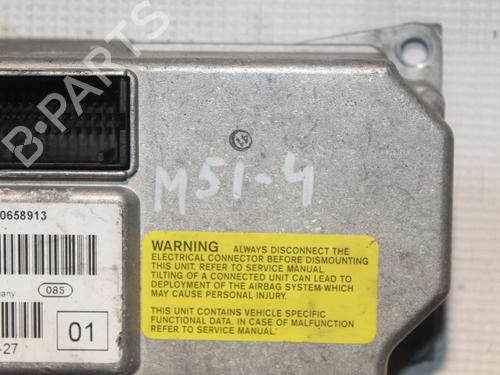 B-PARTS
M51-4
0658913
many
085
01
-27
WARNING ALWAYS DISCONNECT THE
ELECTRICAL CONNECTOR BEFORE DISMOUNTING
THIS UNIT. REFER TO SERVICE MANUAL.
TILTING OF A CONNECTED UNIT CAN LEAD TO
DEPLOYMENT OF THE AIRBAG SYSTEM WHICH
MAY CAUSE PERSONAL INJURY.
THIS UNIT CONTAINS VEHICLE SPECIFIC
FUNCTIONAL DATA. IN CASE OF MALFUNCTION
REFER TO SERVICE MANUAL.